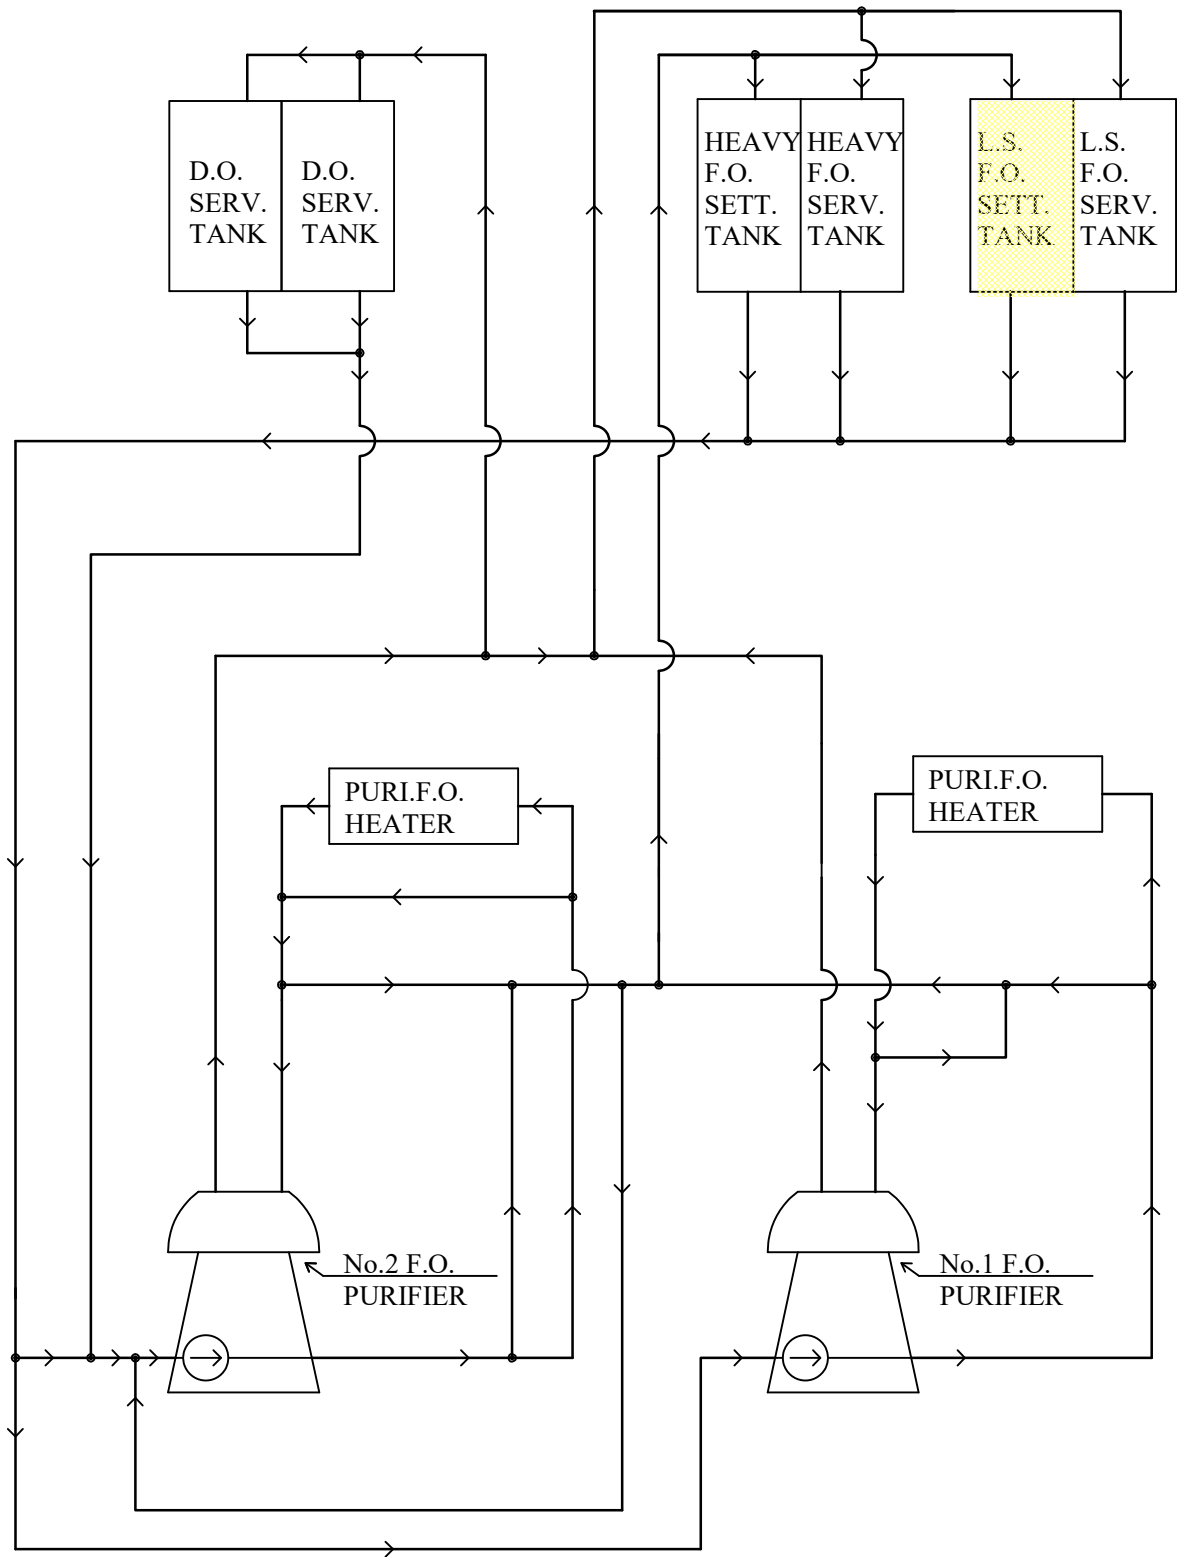 D.O.
SERV.
TANK
D.O.
SERV.
TANK
HEAVY
F.O.
SETT.
TANK
HEAVY
F.O.
SERV.
TANK
L.S.
F.O.
SETT.
TANK
L.S.
F.O.
SERV.
TANK
PURI.F.O.
HEATER
PURI.F.O.
HEATER
No.2 F.O.
PURIFIER
No.1 F.O.
PURIFIER